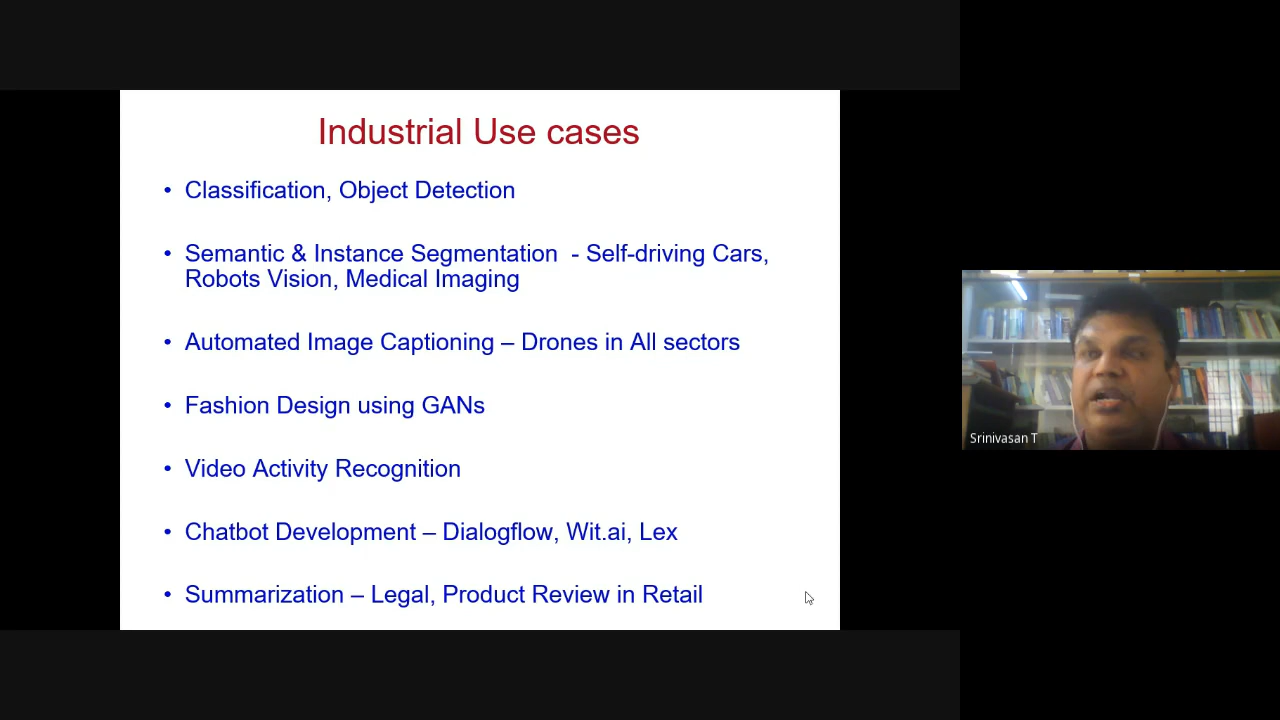 Industrial Use cases
• Classification, Object Detection
• Semantic & Instance Segmentation - Self-driving Cars,
Robots Vision, Medical Imaging
• Automated Image Captioning – Drones in All sectors
• Fashion Design using GANs
• Video Activity Recognition
• Chatbot Development – Dialogflow, Wit.ai, Lex
• Summarization – Legal, Product Review in Retail
Srinivasan T